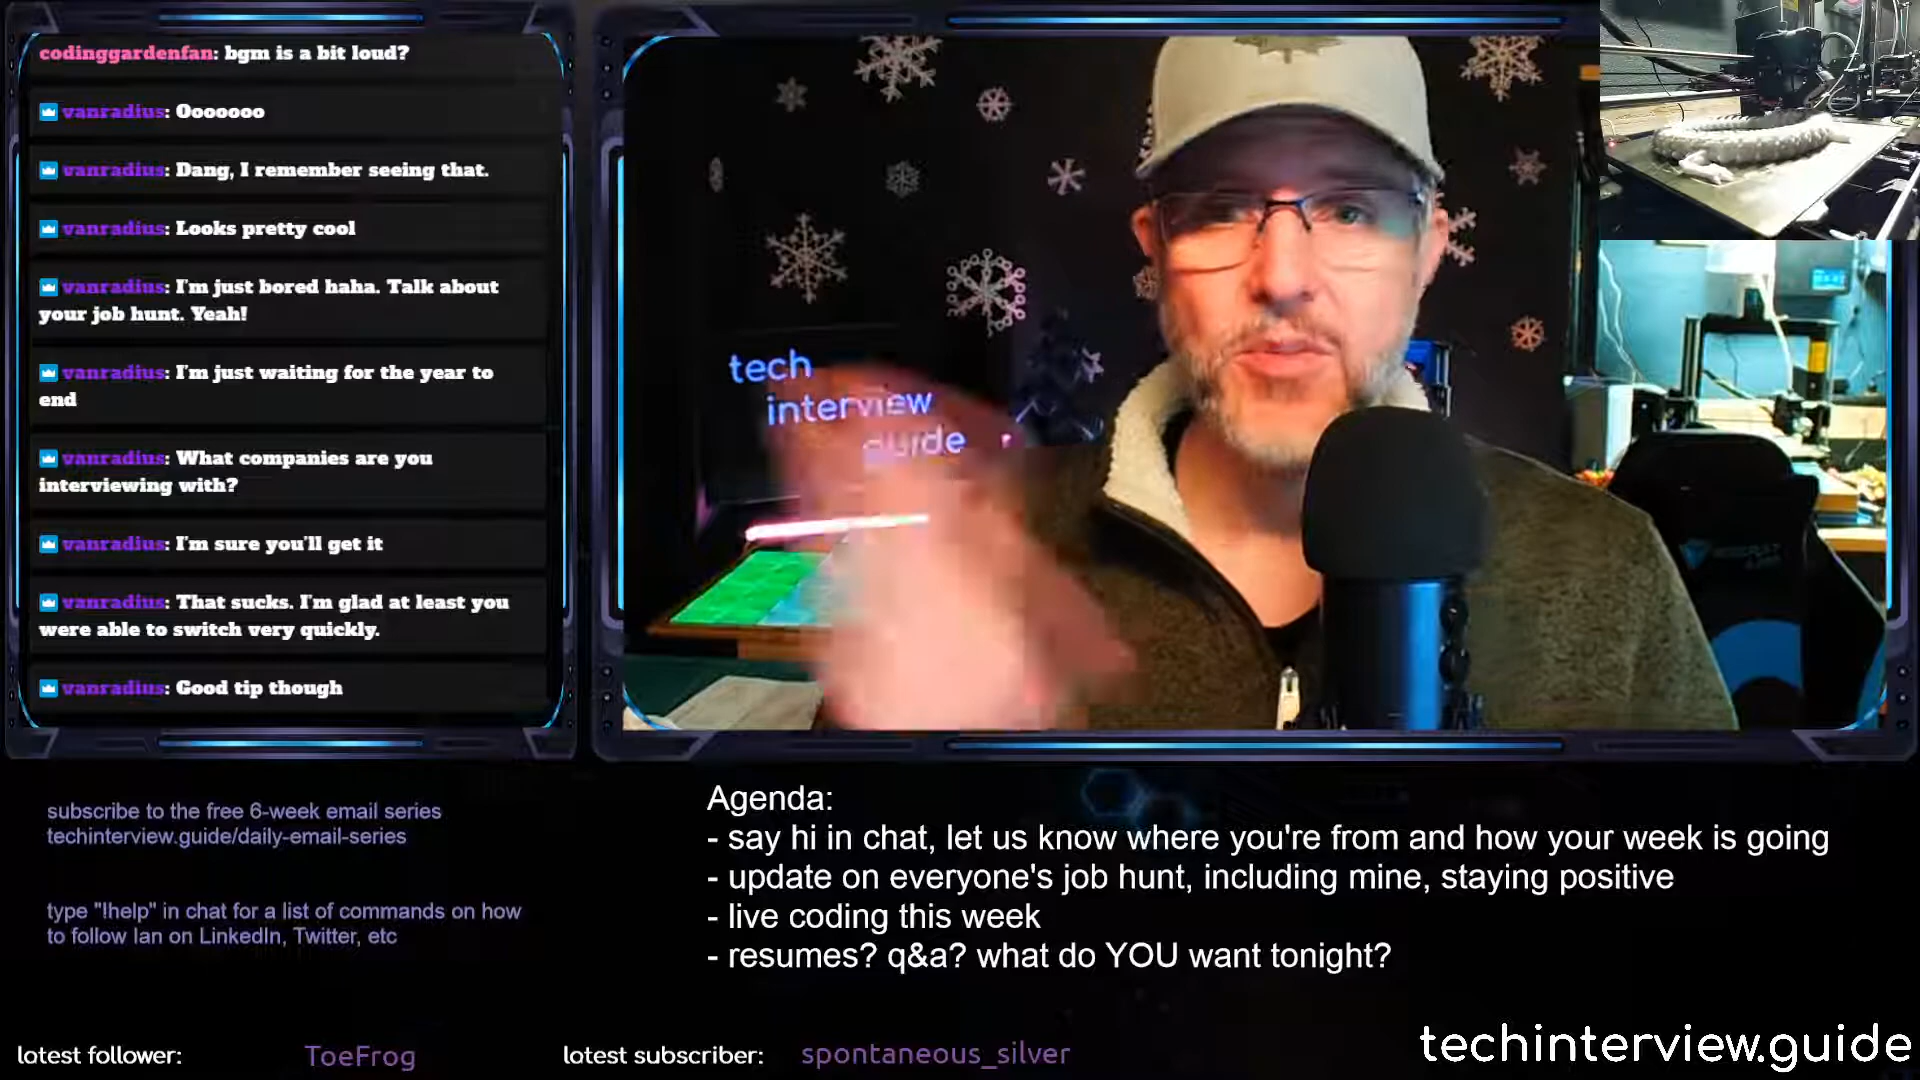 codinggardenfan: bgm is a bit loud?
vanradius: Ooooooo
vanradius: Dang, I remember seeing that.
vanradius: Looks pretty cool
vanradius: I'm just bored haha. Talk about
your job hunt. Yeah!
vanradius: I'm just waiting for the year to
end
vanradius: What companies are you
interviewing with?
vanradius: I'm sure you'll get it
vanradius: That sucks. I'm glad at least you
were able to switch very quickly.
vanradius: Good tip though
tech
interview
guide
subscribe to the free 6-week email series
techinterview.guide/daily-email-series
type "!help" in chat for a list of commands on how
to follow Ian on LinkedIn, Twitter, etc
Agenda:
- say hi in chat, let us know where you're from and how your week is going
- update on everyone's job hunt, including mine, staying positive
- live coding this week
- resumes? q&a? what do YOU want tonight?
latest follower: ToeFrog
latest subscriber: spontaneous_silver
techinterview.guide